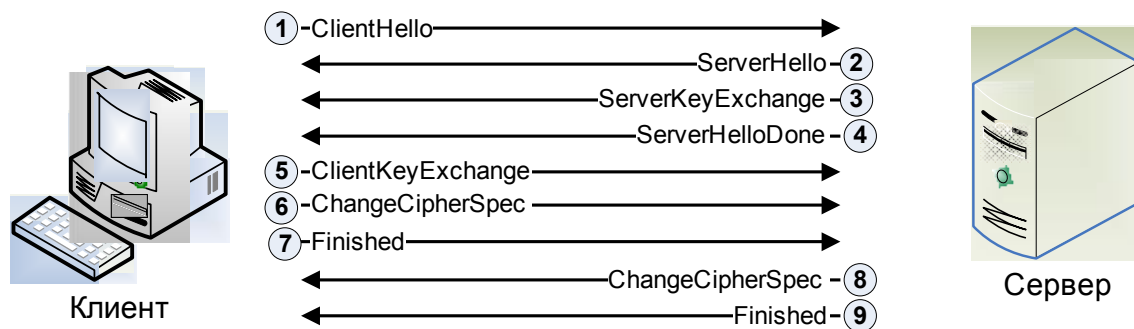 1 ClientHello
ServerHello 2
ServerKeyExchange 3
ServerHelloDone 4
5 ClientKeyExchange
6 ChangeCipherSpec
7 Finished
ChangeCipherSpec 8
Finished 9
Клиент
Сервер